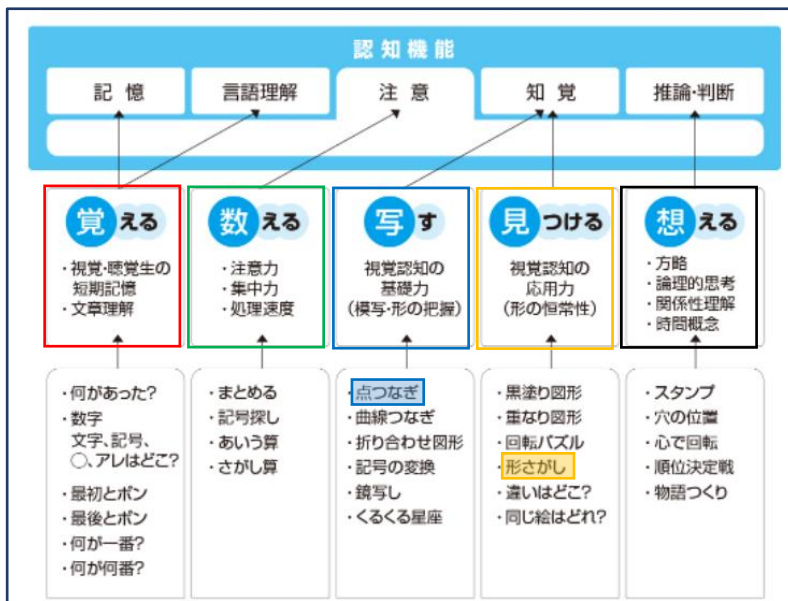 認知機能
記憶
言語理解
注意
知覚
推論・判断
覚える
・視覚・聴覚生の
短期記憶
・文章理解
数える
・注意力
・集中力
・処理速度
写す
視覚認知の
基礎力
(模写・形の把握)
見つける
視覚認知の
応用力
(形の恒常性)
想える
・方略
・論理的思考
・関係性理解
・時間概念
・何があった?
・数字
文字、記号、
○、アレはどこ?
・最初とポン
・最後とポン
・何が一番?
・何が何番?
・まとめる
・記号探し
・あいう算
・さがし算
・点つなぎ
・曲線つなぎ
・折り合わせ図形
・記号の変換
・鏡写し
・くるくる星座
・黒塗り図形
・重なり図形
・回転パズル
・形さがし
・違いはどこ?
・同じ絵はどれ?
・スタンプ
・穴の位置
・心で回転
・順位決定戦
・物語つくり